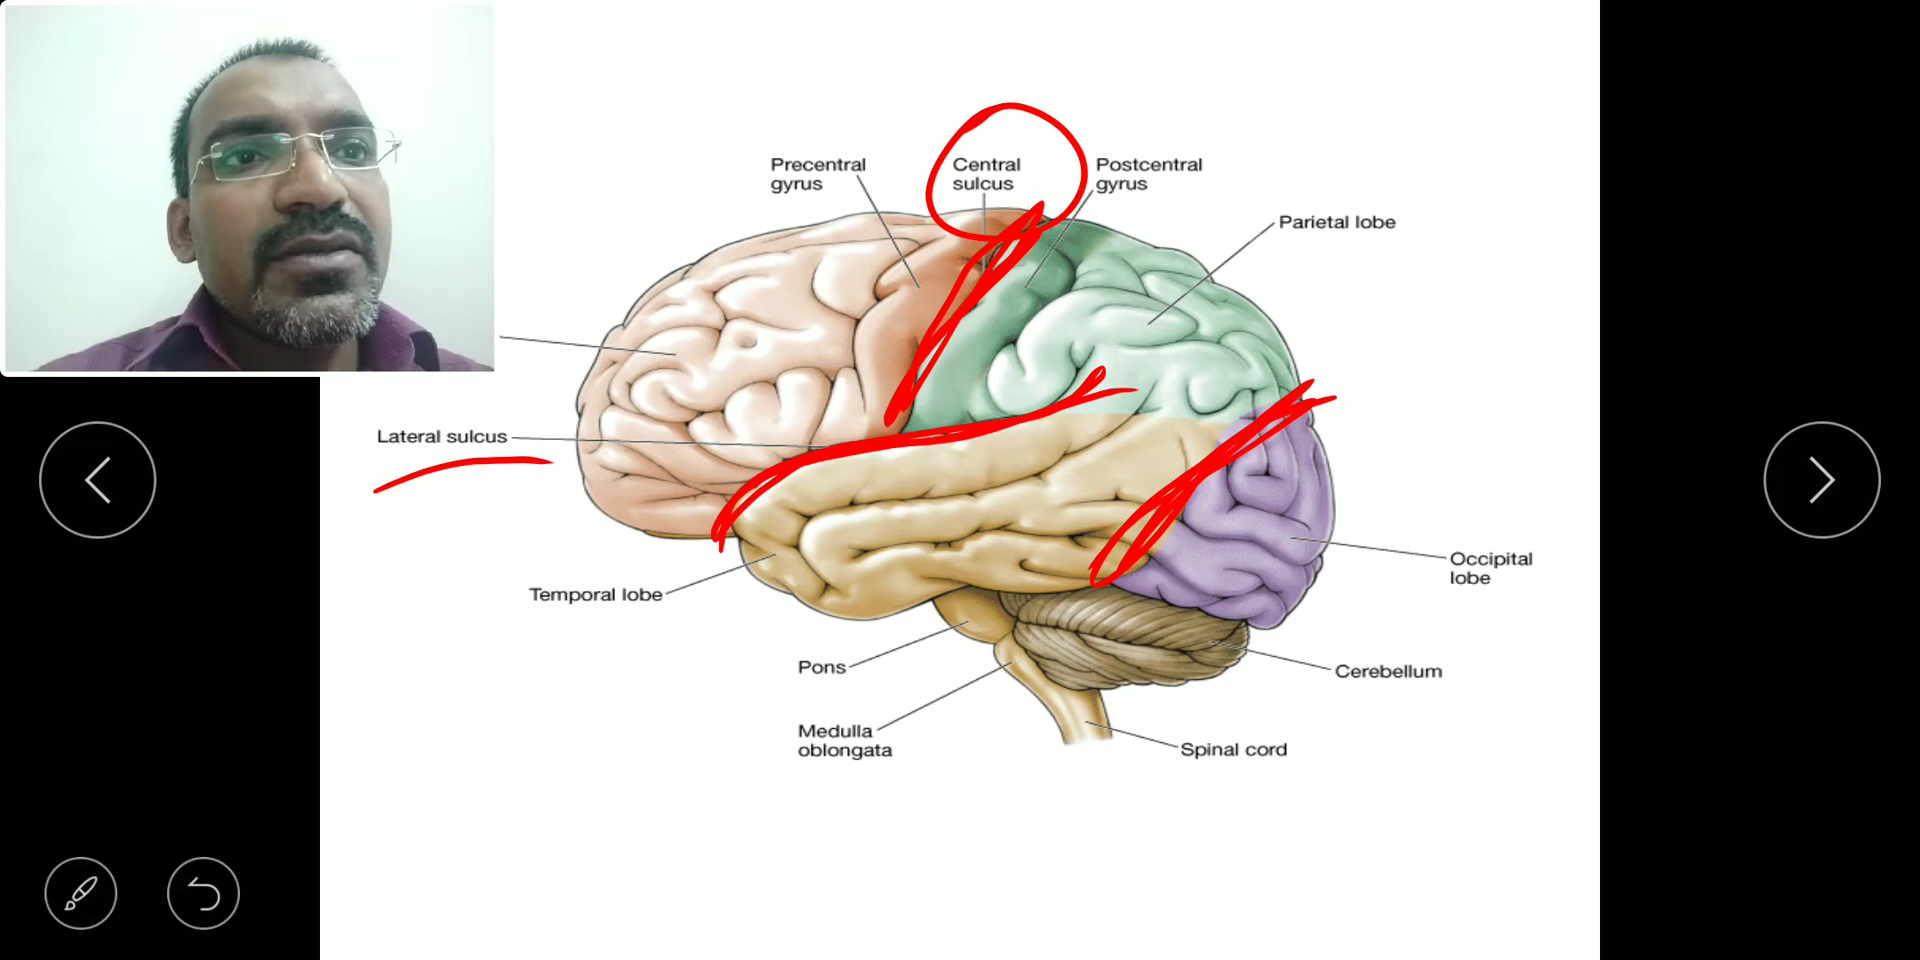 Precentral
gyrus
Central
sulcus
Postcentral
gyrus
Parietal lobe
Lateral sulcus
Occipital
lobe
Temporal lobe
Pons
Cerebellum
Medulla
oblongata
Spinal cord